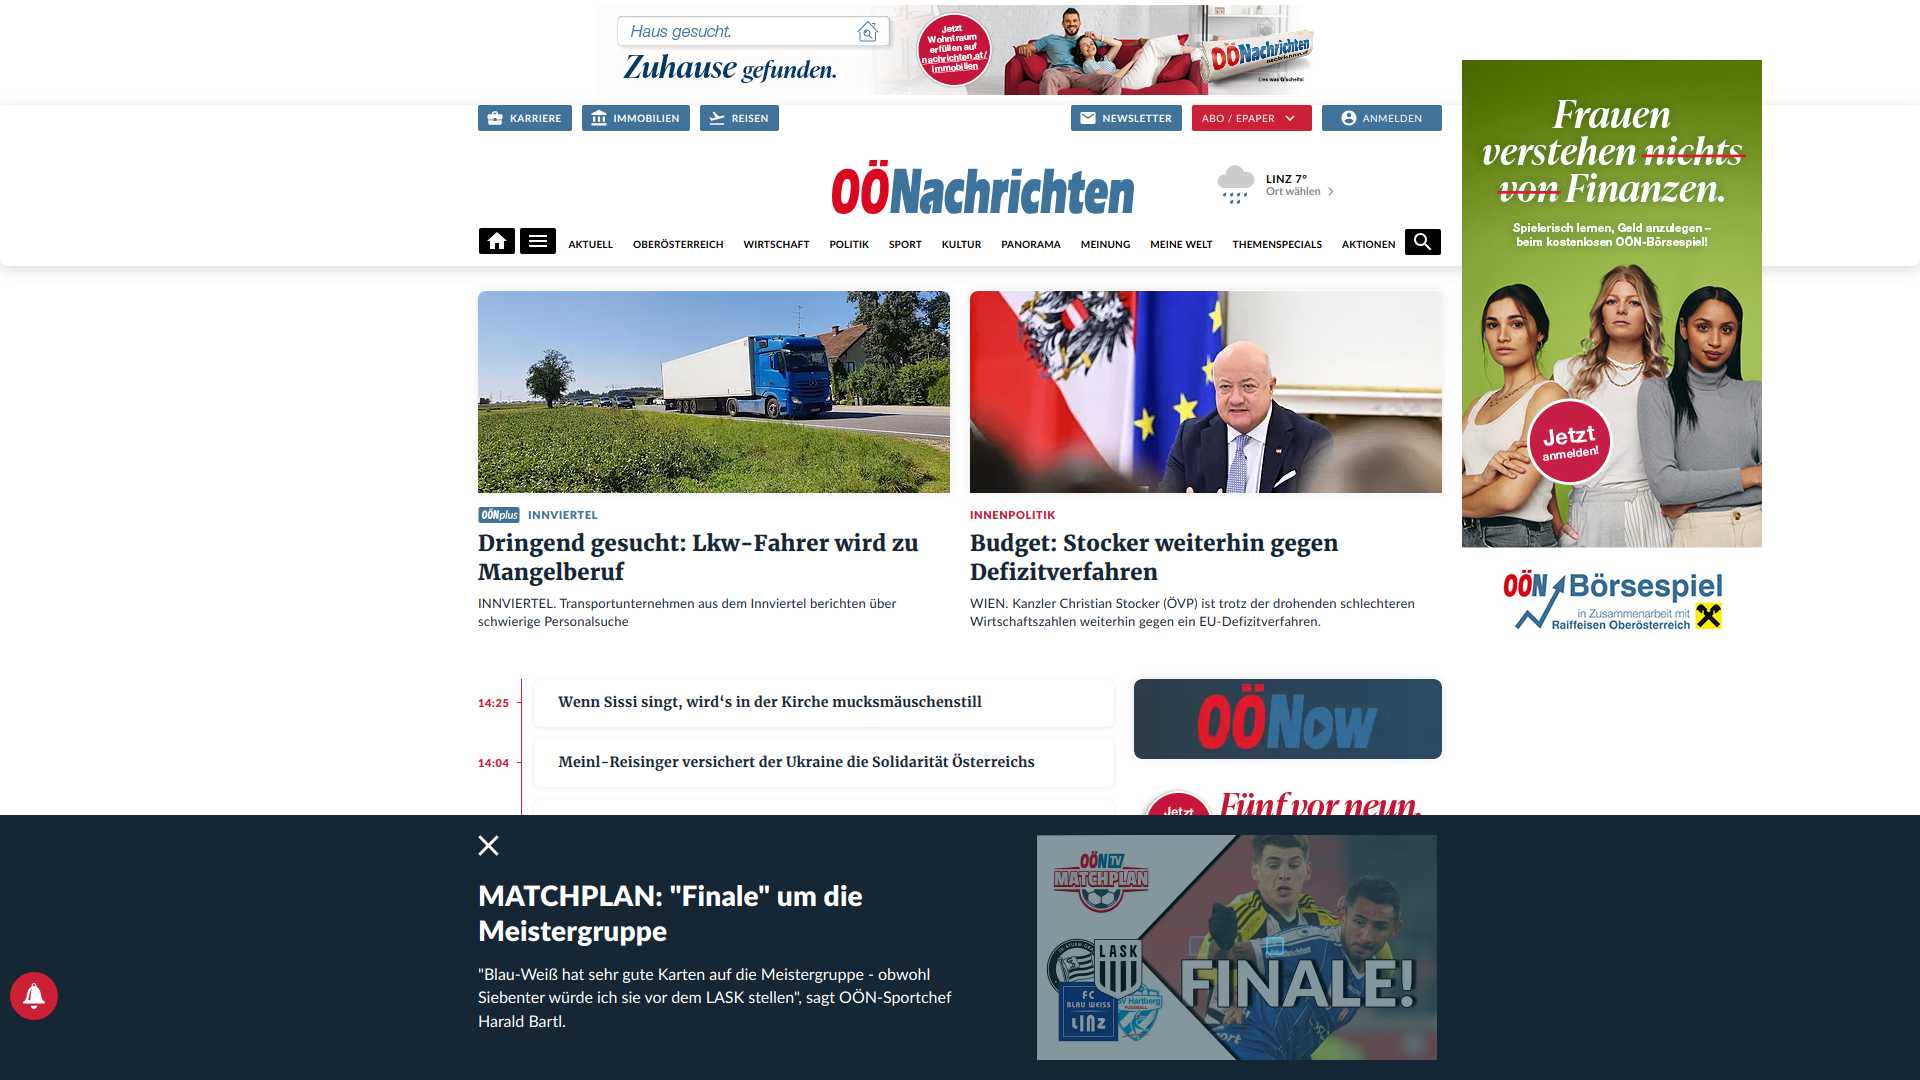 Haus gesucht.
Zuhause gefunden.
Jetzt
Wohntraum
erfüllen auf
nachrichten.at/
immobilien
OÖNachrichten
Lies was G'scheits!
KARRIERE
IMMOBILIEN
REISEN
NEWSLETTER
ABO / EPAPER
ANMELDEN
OÖNachrichten
LINZ 7°
Ort wählen
AKTUELL
OBERÖSTERREICH
WIRTSCHAFT
POLITIK
SPORT
KULTUR
PANORAMA
MEINUNG
MEINE WELT
THEMENSPECIALS
AKTIONEN
Frauen
verstehen nichts
von Finanzen.
Spielerisch lernen, Geld anzulegen –
beim kostenlosen OÖN-Börsespiel!
Jetzt
anmelden!
OÖN Börsespiel
in Zusammenarbeit mit
Raiffeisen Oberösterreich
OÖNplus INNVIERTEL
Dringend gesucht: Lkw-Fahrer wird zu
Mangelberuf
INNVIERTEL. Transportunternehmen aus dem Innviertel berichten über
schwierige Personalsuche
INNENPOLITIK
Budget: Stocker weiterhin gegen
Defizitverfahren
WIEN. Kanzler Christian Stocker (ÖVP) ist trotz der drohenden schlechteren
Wirtschaftszahlen weiterhin gegen ein EU-Defizitverfahren.
14:25 Wenn Sissi singt, wird‘s in der Kirche mucksmäuschenstill
14:04 Meinl-Reisinger versichert der Ukraine die Solidarität Österreichs
OÖNow
Jetzt
Fünf vor neun.
MATCHPLAN: "Finale" um die
Meistergruppe
"Blau-Weiß hat sehr gute Karten auf die Meistergruppe - obwohl
Siebenter würde ich sie vor dem LASK stellen", sagt OÖN-Sportchef
Harald Bartl.
OÖN TV
MATCHPLAN
LASK
FC
BLAU WEISS
LINZ
SV Hartberg
FINALE!